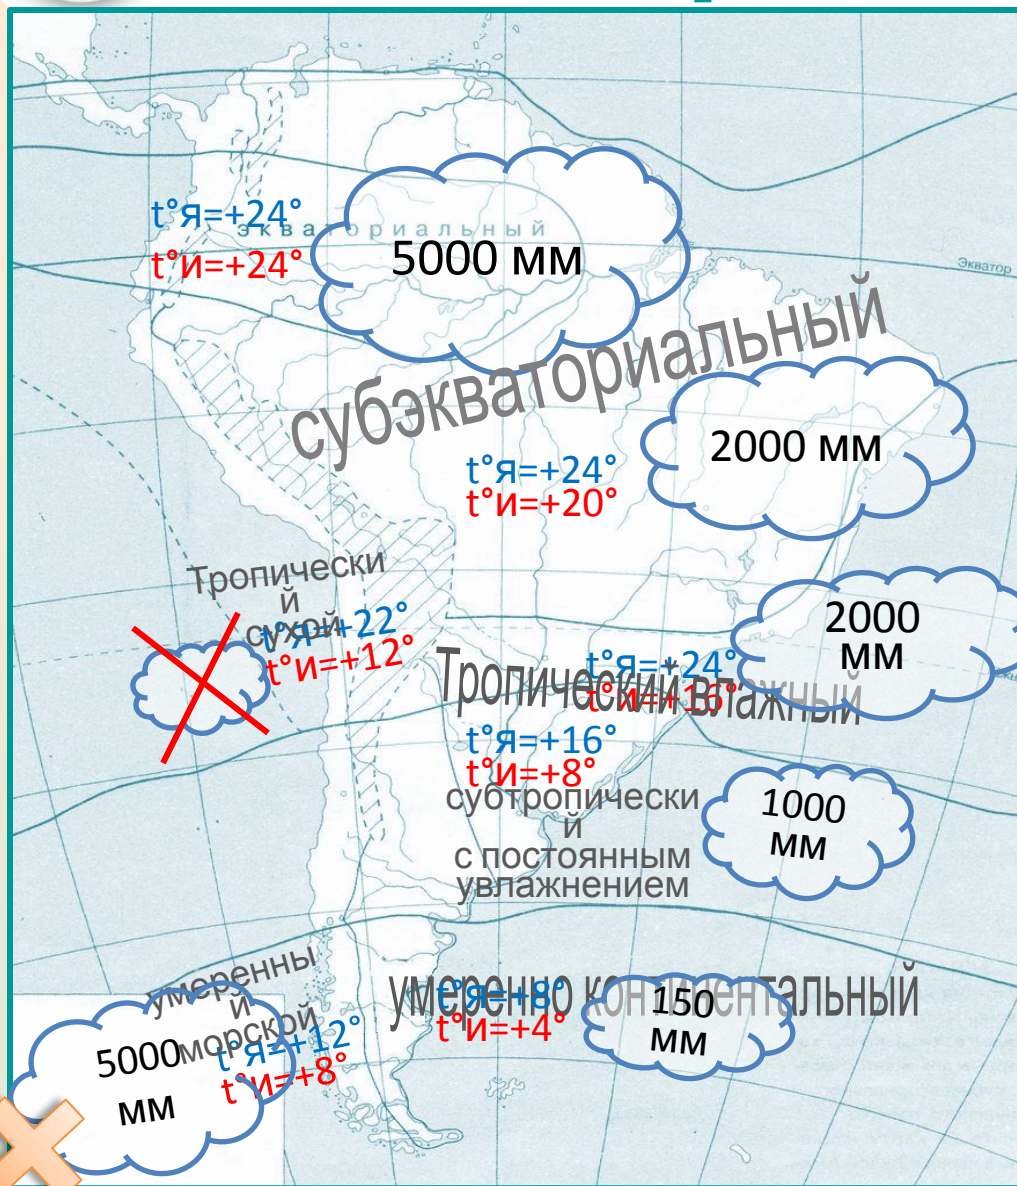 t°я=+24°
экваториальный
t°и=+24°
5000 мм
Экватор
субэкваториальный
2000 мм
t°я=+24°
t°и=+20°
Тропически
й
сухой
t°я=+22°
t°и=+12°
2000
мм
t°я=+24°
t°и=+16°
Тропический влажный
t°я=+16°
t°и=+8°
субтропически
й
с постоянным
увлажнением
1000
мм
умеренны
й
морской
t°я=+12°
t°и=+8°
5000
мм
умеренно континентальный
t°я=+8°
t°и=+4°
150
мм